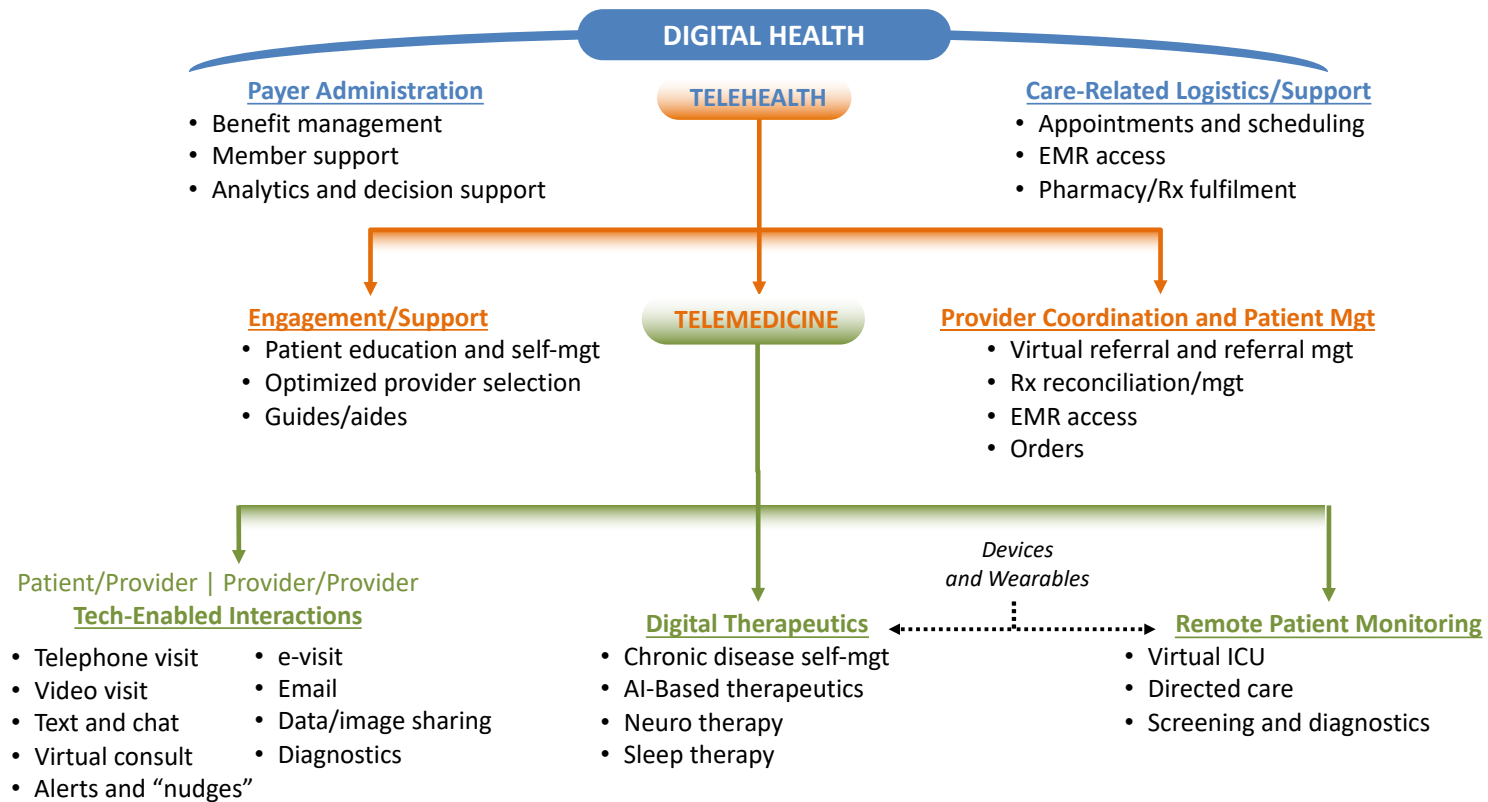 DIGITAL HEALTH
Payer Administration
• Benefit management
• Member support
• Analytics and decision support
TELEHEALTH
Care-Related Logistics/Support
• Appointments and scheduling
• EMR access
• Pharmacy/Rx fulfilment
Engagement/Support
• Patient education and self-mgt
• Optimized provider selection
• Guides/aides
TELEMEDICINE
Provider Coordination and Patient Mgt
• Virtual referral and referral mgt
• Rx reconciliation/mgt
• EMR access
• Orders
Patient/Provider | Provider/Provider
Tech-Enabled Interactions
• Telephone visit
• Video visit
• Text and chat
• Virtual consult
• Alerts and “nudges”
• e-visit
• Email
• Data/image sharing
• Diagnostics
Digital Therapeutics
• Chronic disease self-mgt
• AI-Based therapeutics
• Neuro therapy
• Sleep therapy
Devices
and Wearables
Remote Patient Monitoring
• Virtual ICU
• Directed care
• Screening and diagnostics